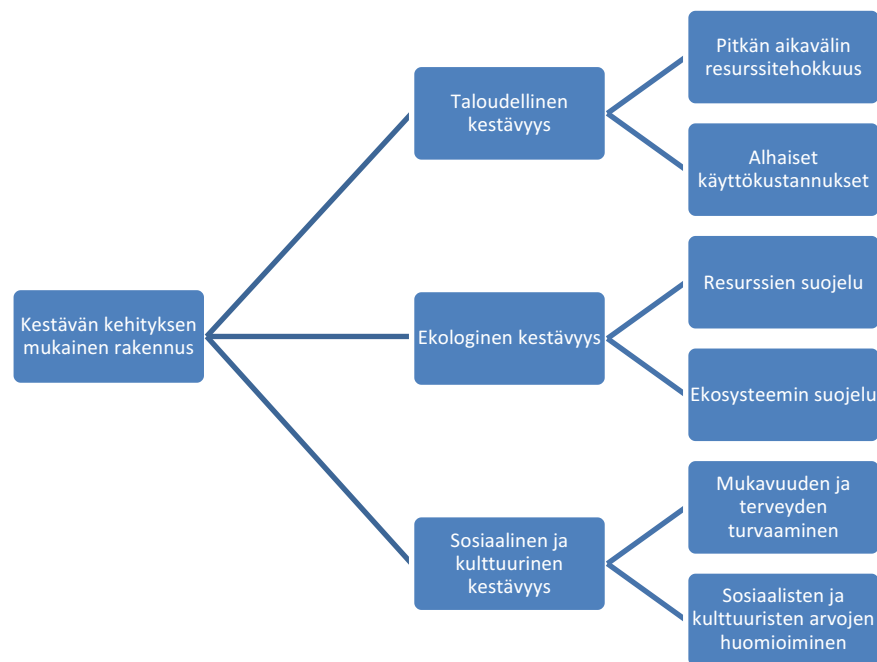 Kestävän kehityksen
mukainen rakennus
Taloudellinen
kestävyys
Pitkän aikavälin
resurssitehokkuus
Alhaiset
käyttökustannukset
Ekologinen kestävyys
Resurssien suojelu
Ekosysteemin suojelu
Sosiaalinen ja
kulttuurinen
kestävyys
Mukavuuden ja
terveyden
turvaaminen
Sosiaalisten ja
kulttuuristen arvojen
huomioiminen